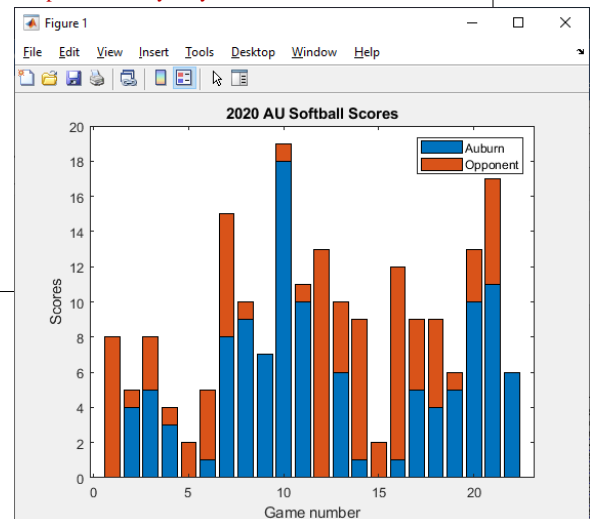 Figure 1
File Edit View Insert Tools Desktop Window Help
2020 AU Softball Scores
Auburn
Opponent
20
18
16
14
12
10
8
6
4
2
0
Scores
0 5 10 15 20
Game number